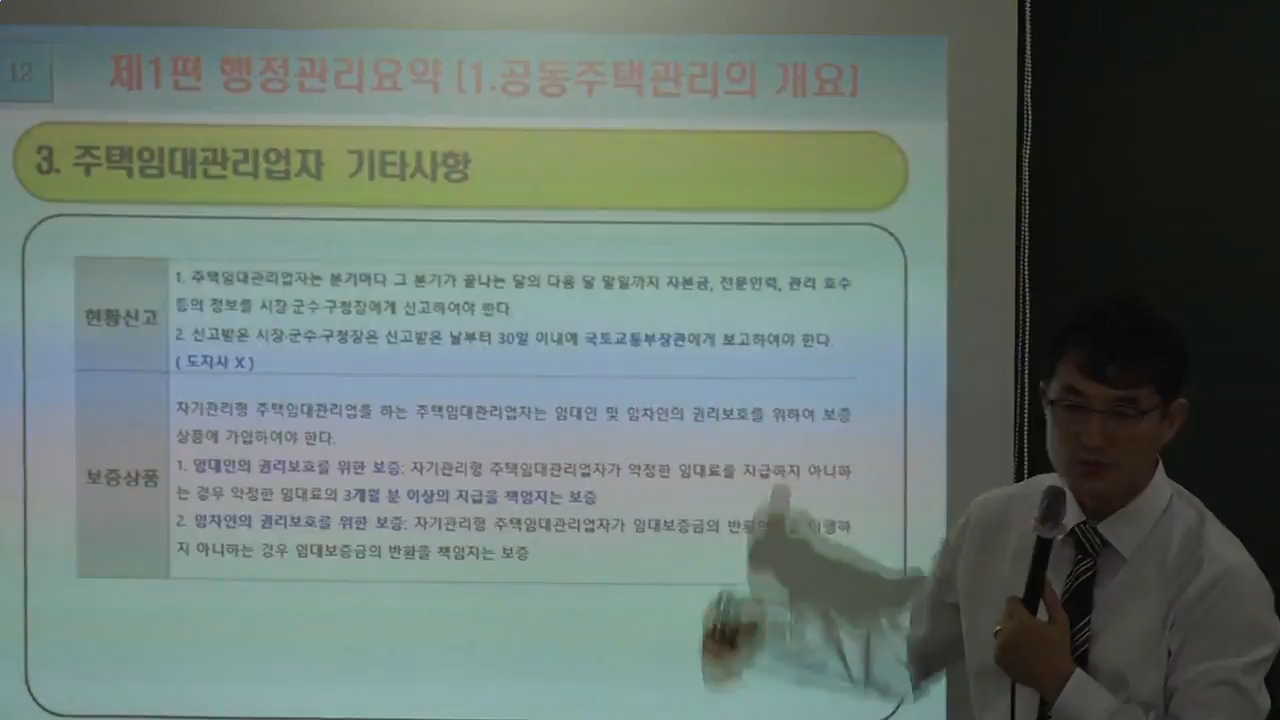 12
제1편 행정관리요약 [1.공동주택관리의 개요]
3. 주택임대관리업자 기타사항
현황신고
1. 주택임대관리업자는 분기마다 그 분기가 끝나는 달의 다음 달 말일까지 자본금, 전문인력, 관리 호수
등의 정보를 시장·군수·구청장에게 신고하여야 한다.
2. 신고받은 시장·군수·구청장은 신고받은 날부터 30일 이내에 국토교통부장관에게 보고하여야 한다.
( 도지사 X )
보증상품
자기관리형 주택임대관리업을 하는 주택임대관리업자는 임대인 및 임차인의 권리보호를 위하여 보증
상품에 가입하여야 한다.
1. 임대인의 권리보호를 위한 보증: 자기관리형 주택임대관리업자가 약정한 임대료를 지급하지 아니하
는 경우 약정한 임대료의 3개월 분 이상의 지급을 책임지는 보증
2. 임차인의 권리보호를 위한 보증: 자기관리형 주택임대관리업자가 임대보증금의 이행하
지 아니하는 경우 임대보증금의 반환을 책임지는 보증